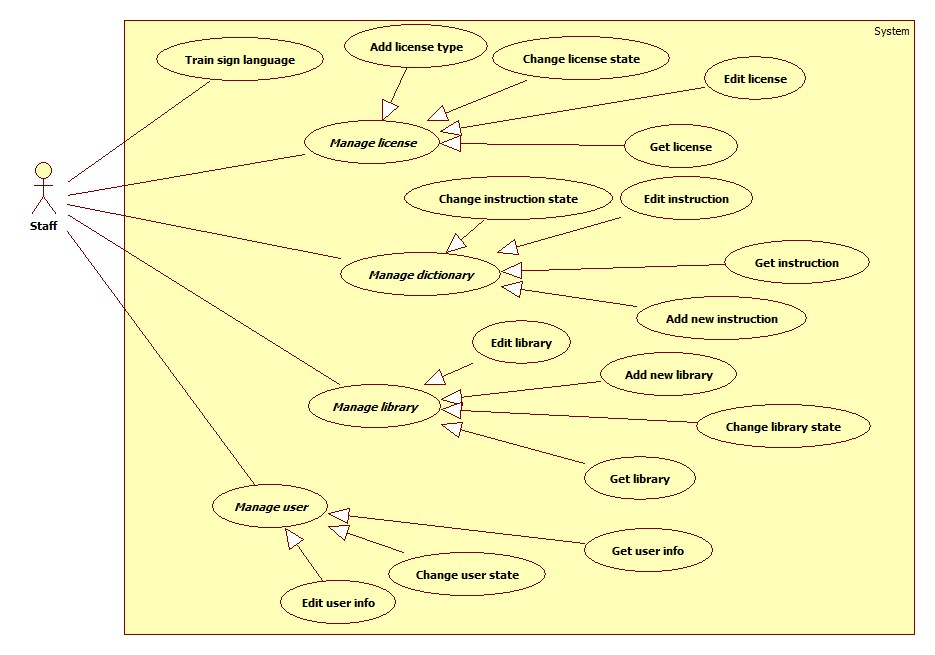 System
Train sign language
Add license type
Change license state
Edit license
Manage license
Get license
Staff
Change instruction state
Edit instruction
Manage dictionary
Get instruction
Add new instruction
Edit library
Add new library
Manage library
Change library state
Get library
Manage user
Get user info
Change user state
Edit user info